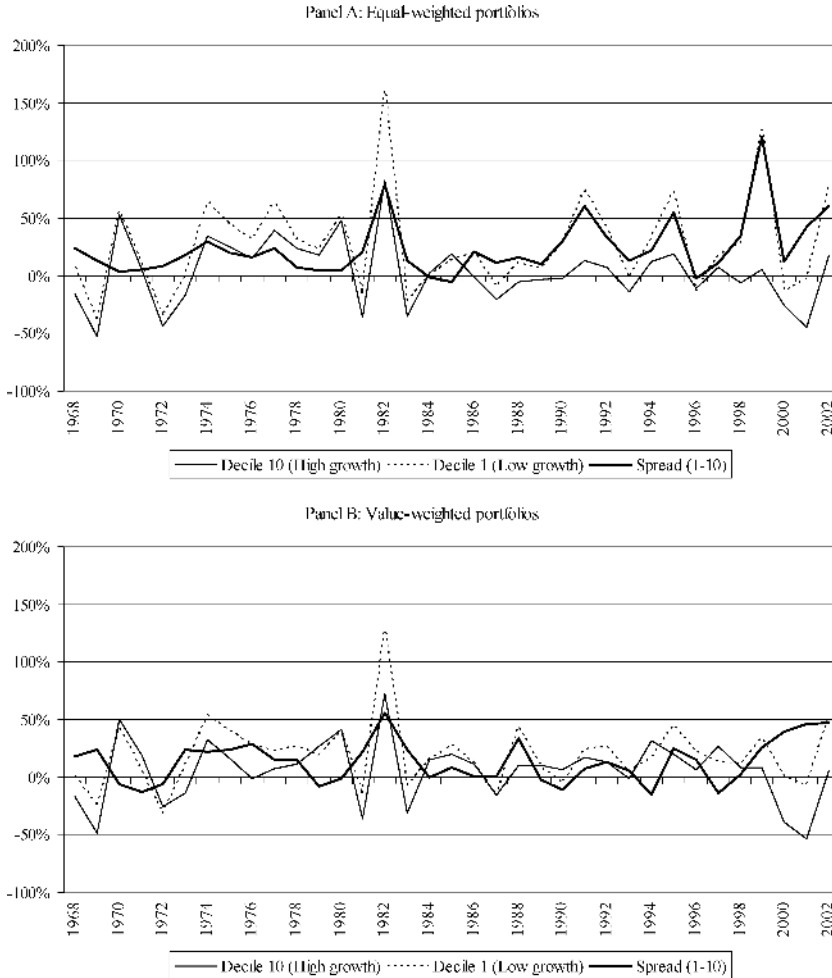 Panel A: Equal-weighted portfolios
200%
150%
100%
50%
0%
-50%
-100%
1968 1970 1972 1974 1976 1978 1980 1982 1984 1986 1988 1990 1992 1994 1996 1998 2000 2002
Decile 10 (High growth) Decile 1 (Low growth) Spread (1-10)
Panel B: Value-weighted portfolios
200%
150%
100%
50%
0%
-50%
-100%
1968 1970 1972 1974 1976 1978 1980 1982 1984 1986 1988 1990 1992 1994 1996 1998 2000 2002
Decile 10 (High growth) Decile 1 (Low growth) Spread (1-10)